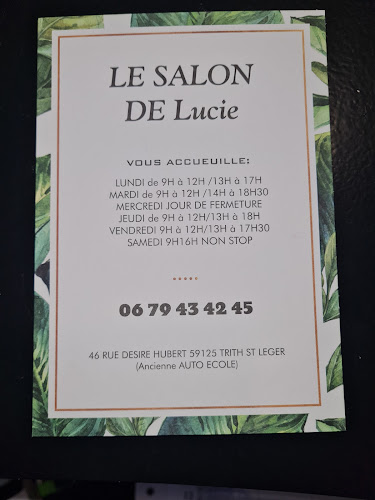 LE SALON
DE Lucie
VOUS ACCUEUILLE:
LUNDI de 9H à 12H /13H à 17H
MARDI de 9H à 12H /14H à 18H30
MERCREDI JOUR DE FERMETURE
JEUDI de 9H à 12H/13H à 18H
VENDREDI 9H à 12H/13H à 17H30
SAMEDI 9H16H NON STOP
06 79 43 42 45
46 RUE DESIRE HUBERT 59125 TRITH ST LEGER
(Ancienne AUTO ECOLE)